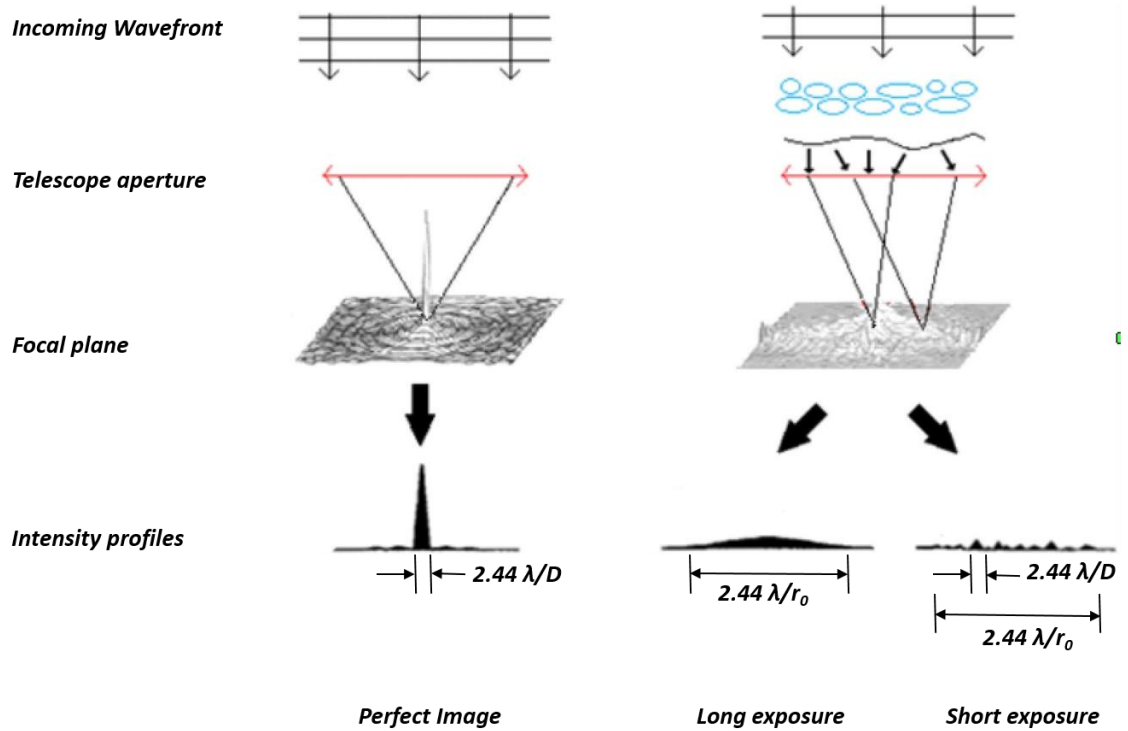 Incoming Wavefront
Telescope aperture
Focal plane
Intensity profiles
2.44 λ/D
2.44 λ/r₀
2.44 λ/D
2.44 λ/r₀
Perfect Image
Long exposure
Short exposure